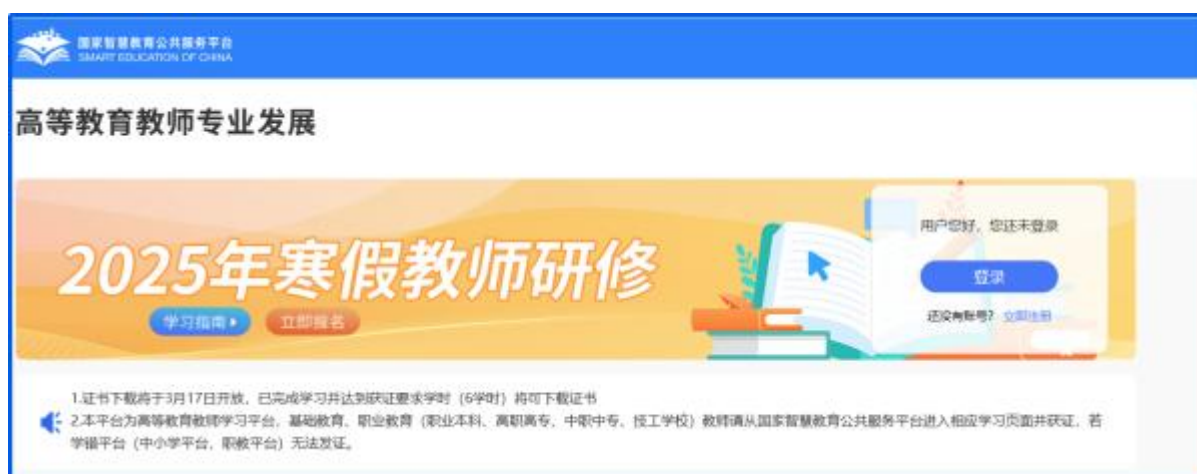 国家智慧教育公共服务平台
SMART EDUCATION OF CHINA
高等教育教师专业发展
2025年寒假教师研修
学习指南
立即报名
用户您好，您还未登录
登录
还没有账号？ 立即注册
1.证书下载将于3月17日开放，已完成学习并达到获证要求学时（6学时）将可下载证书
2.本平台为高等教育教师学习平台，基础教育、职业教育（职业本科、高职高专、中职中专、技工学校）教师请从国家智慧教育公共服务平台进入相应学习页面并获证，若
学错平台（中小学平台，职教平台）无法发证。